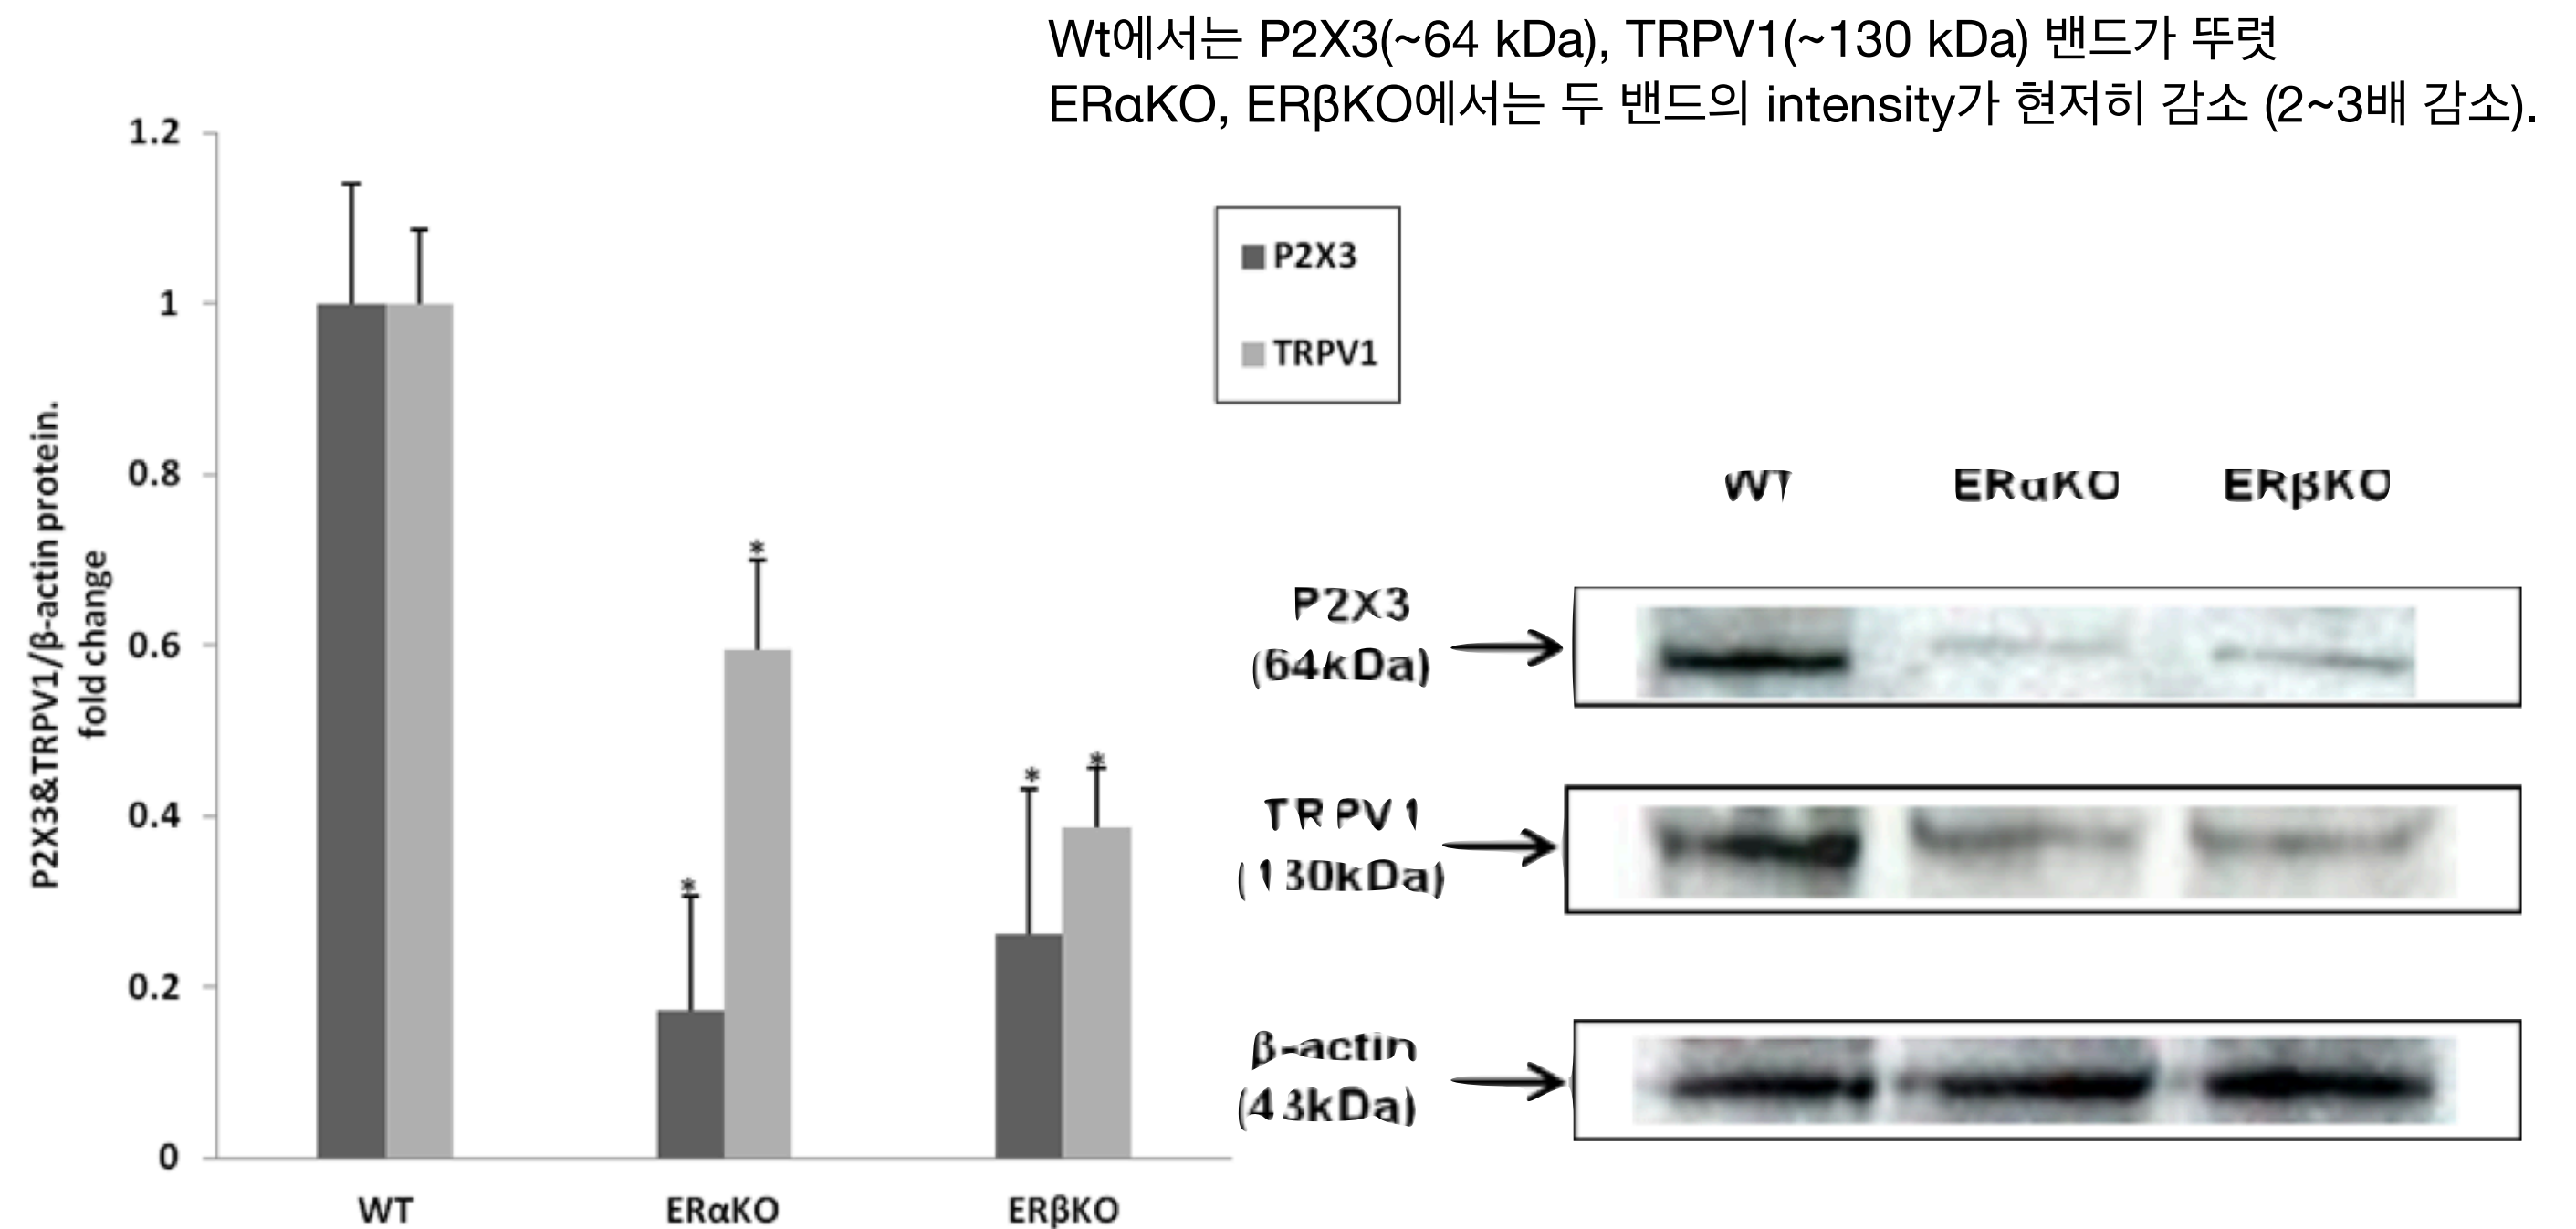 Wt에서는 P2X3(~64 kDa), TRPV1(~130 kDa) 밴드가 뚜렷
ERαKO, ERβKO에서는 두 밴드의 intensity가 현저히 감소 (2~3배 감소).
P2X3&TRPV1/β-actin protein.
fold change
1.2
1
0.8
0.6
0.4
0.2
0
*
*
*
*
WT
ERαKO
ERβKO
P2X3
TRPV1
WT ERαKO ERβKO
P2X3
(64kDa)
TRPV1
(130kDa)
β-actin
(43kDa)